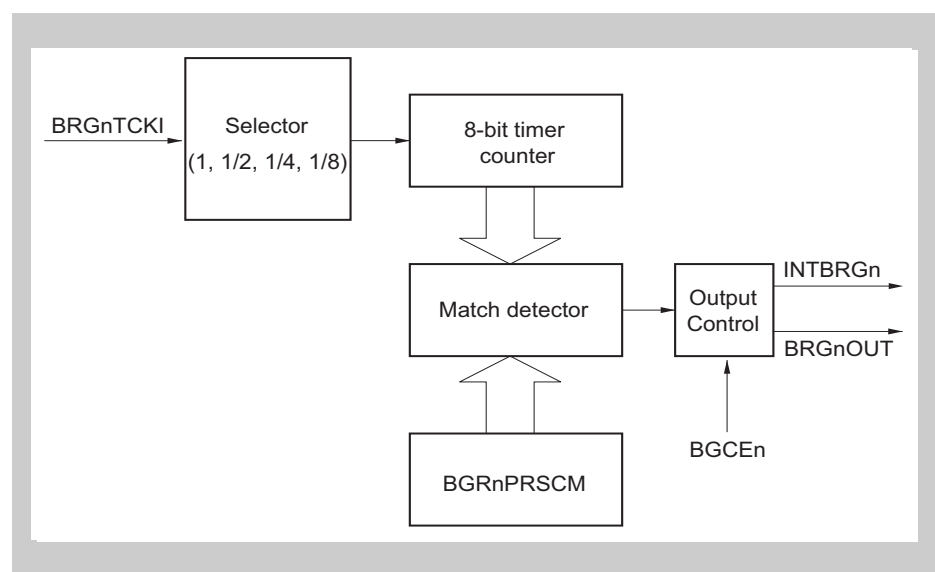 BRGnTCKI
Selector
(1, 1/2, 1/4, 1/8)
8-bit timer
counter
Match detector
Output
Control
INTBRGn
BRGnOUT
BGCEn
BGRnPRSCM